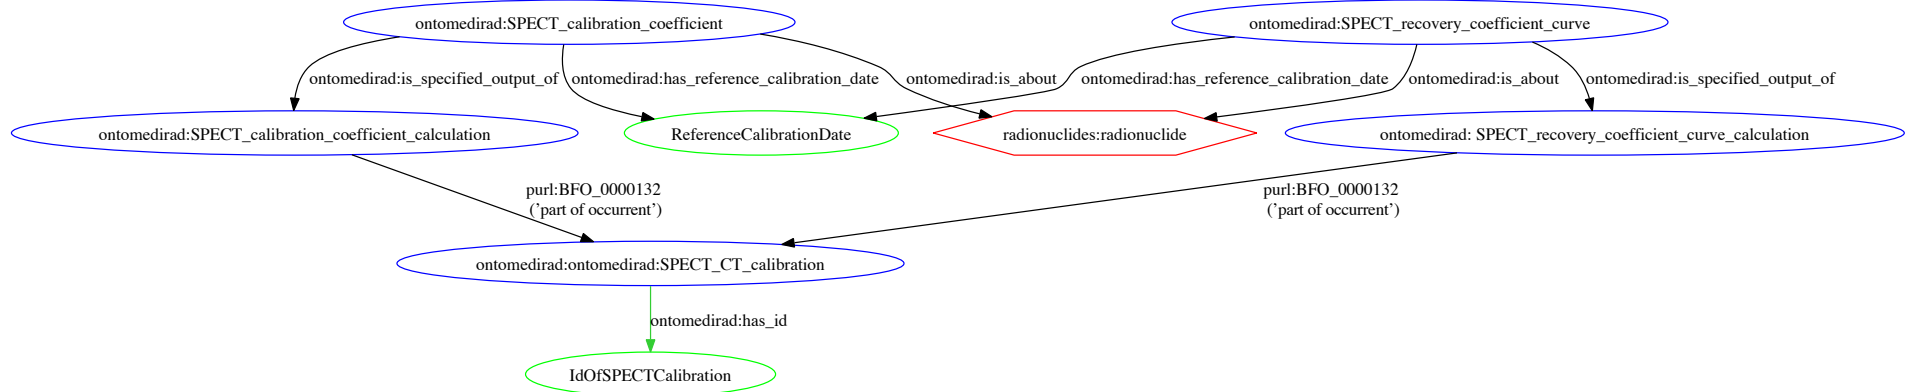 ontomedirad:SPECT_calibration_coefficient
ontomedirad:SPECT_recovery_coefficient_curve
ontomedirad:is_specified_output_of
ontomedirad:has_reference_calibration_date
ontomedirad:is_about
ontomedirad:has_reference_calibration_date
ontomedirad:is_about
ontomedirad:is_specified_output_of
ontomedirad:SPECT_calibration_coefficient_calculation
ReferenceCalibrationDate
radionuclides:radionuclide
ontomedirad: SPECT_recovery_coefficient_curve_calculation
purl:BFO_0000132
('part of occurrent')
purl:BFO_0000132
('part of occurrent')
ontomedirad:ontomedirad:SPECT_CT_calibration
ontomedirad:has_id
IdOfSPECTCalibration